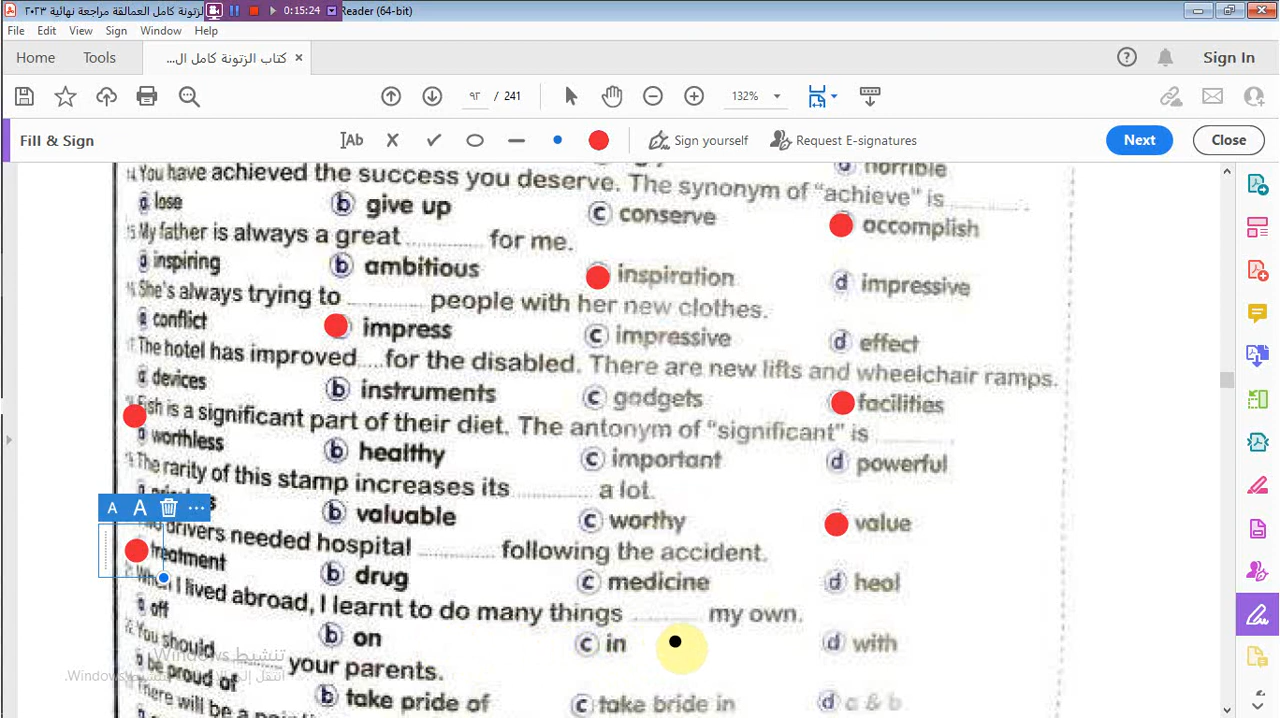 الزتونة كامل العمالقة مراجعة نهائية ٢٠٢٣ 0:15:24 Reader (64-bit)
File Edit View Sign Window Help
Home Tools كتاب الزتونة كامل ال... × Sign In
٩٢ / 241 132%
Fill & Sign Ab Sign yourself Request E-signatures Next Close
d horrible
You have achieved the success you deserve. The synonym of "achieve" is ............
a lose b give up c conserve accomplish
My father is always a great ............ for me.
a inspiring b ambitious inspiration d impressive
She's always trying to ............ people with her new clothes.
a conflict impress c impressive d effect
The hotel has improved .... for the disabled. There are new lifts and wheelchair ramps.
a devices b instruments c gadgets facilities
Fish is a significant part of their diet. The antonym of "significant" is ............
a worthless b healthy c important d powerful
The rarity of this stamp increases its ............ a lot.
b valuable c worthy value
A A ...
drivers needed hospital ............ following the accident.
treatment b drug c medicine d heol
When I lived abroad, I learnt to do many things ............ my own.
a off b on c in d with
You should ............ your parents.
a be proud of b take pride of c take bride in d a & b
تنشيط Windows
There will be a